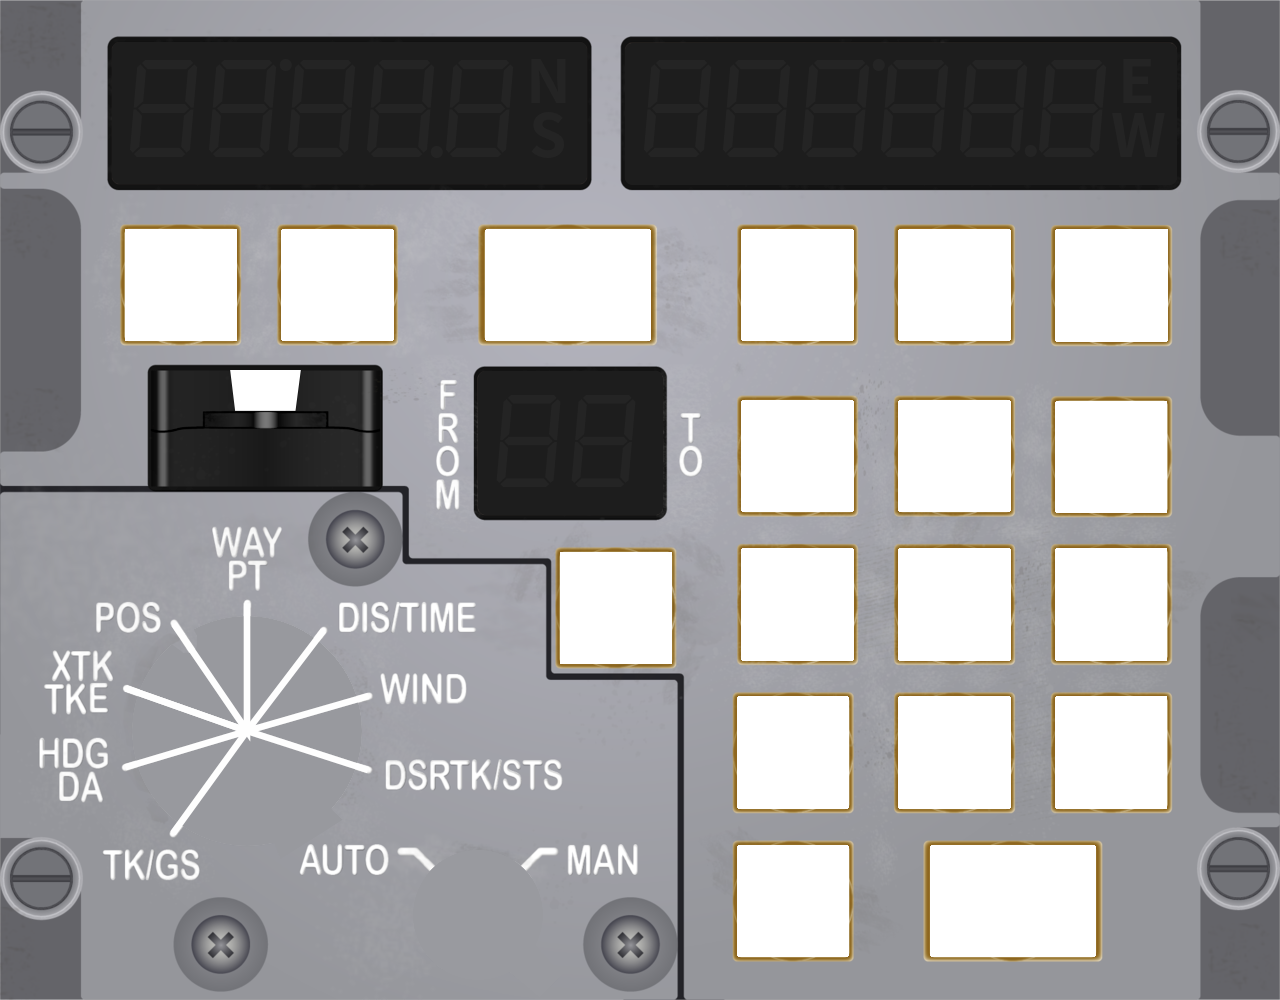 N
S
E
W
FROM
TO
WAY
PT
POS
DIS/TIME
XTK
TKE
WIND
HDG
DA
DSRTK/STS
TK/GS
AUTO
MAN